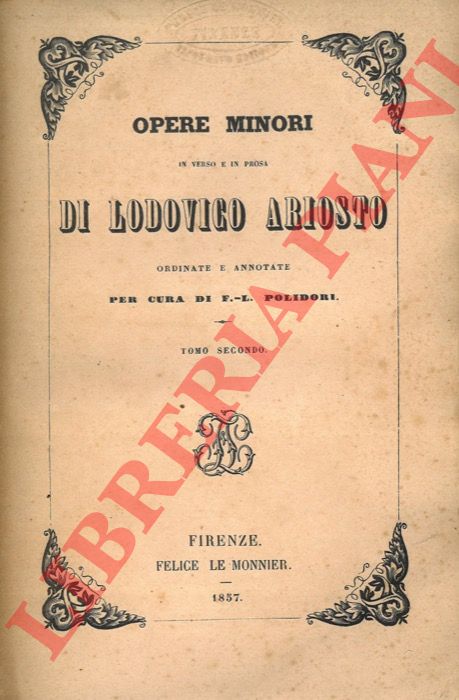 FIRENZE
OPERE MINORI
IN VERSO E IN PROSA
DI LODOVICO ARIOSTO
ORDINATE E ANNOTATE
PER CURA DI F.-L. POLIDORI.
TOMO SECONDO.
FIRENZE.
FELICE LE MONNIER.
1857.
LIBRERIA PIANI